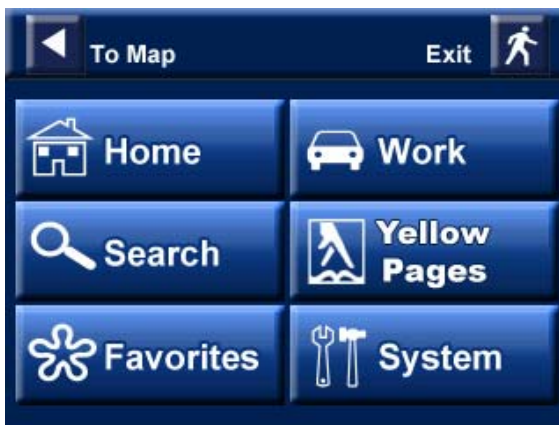 To Map
Exit
Home
Work
Search
Yellow
Pages
Favorites
System